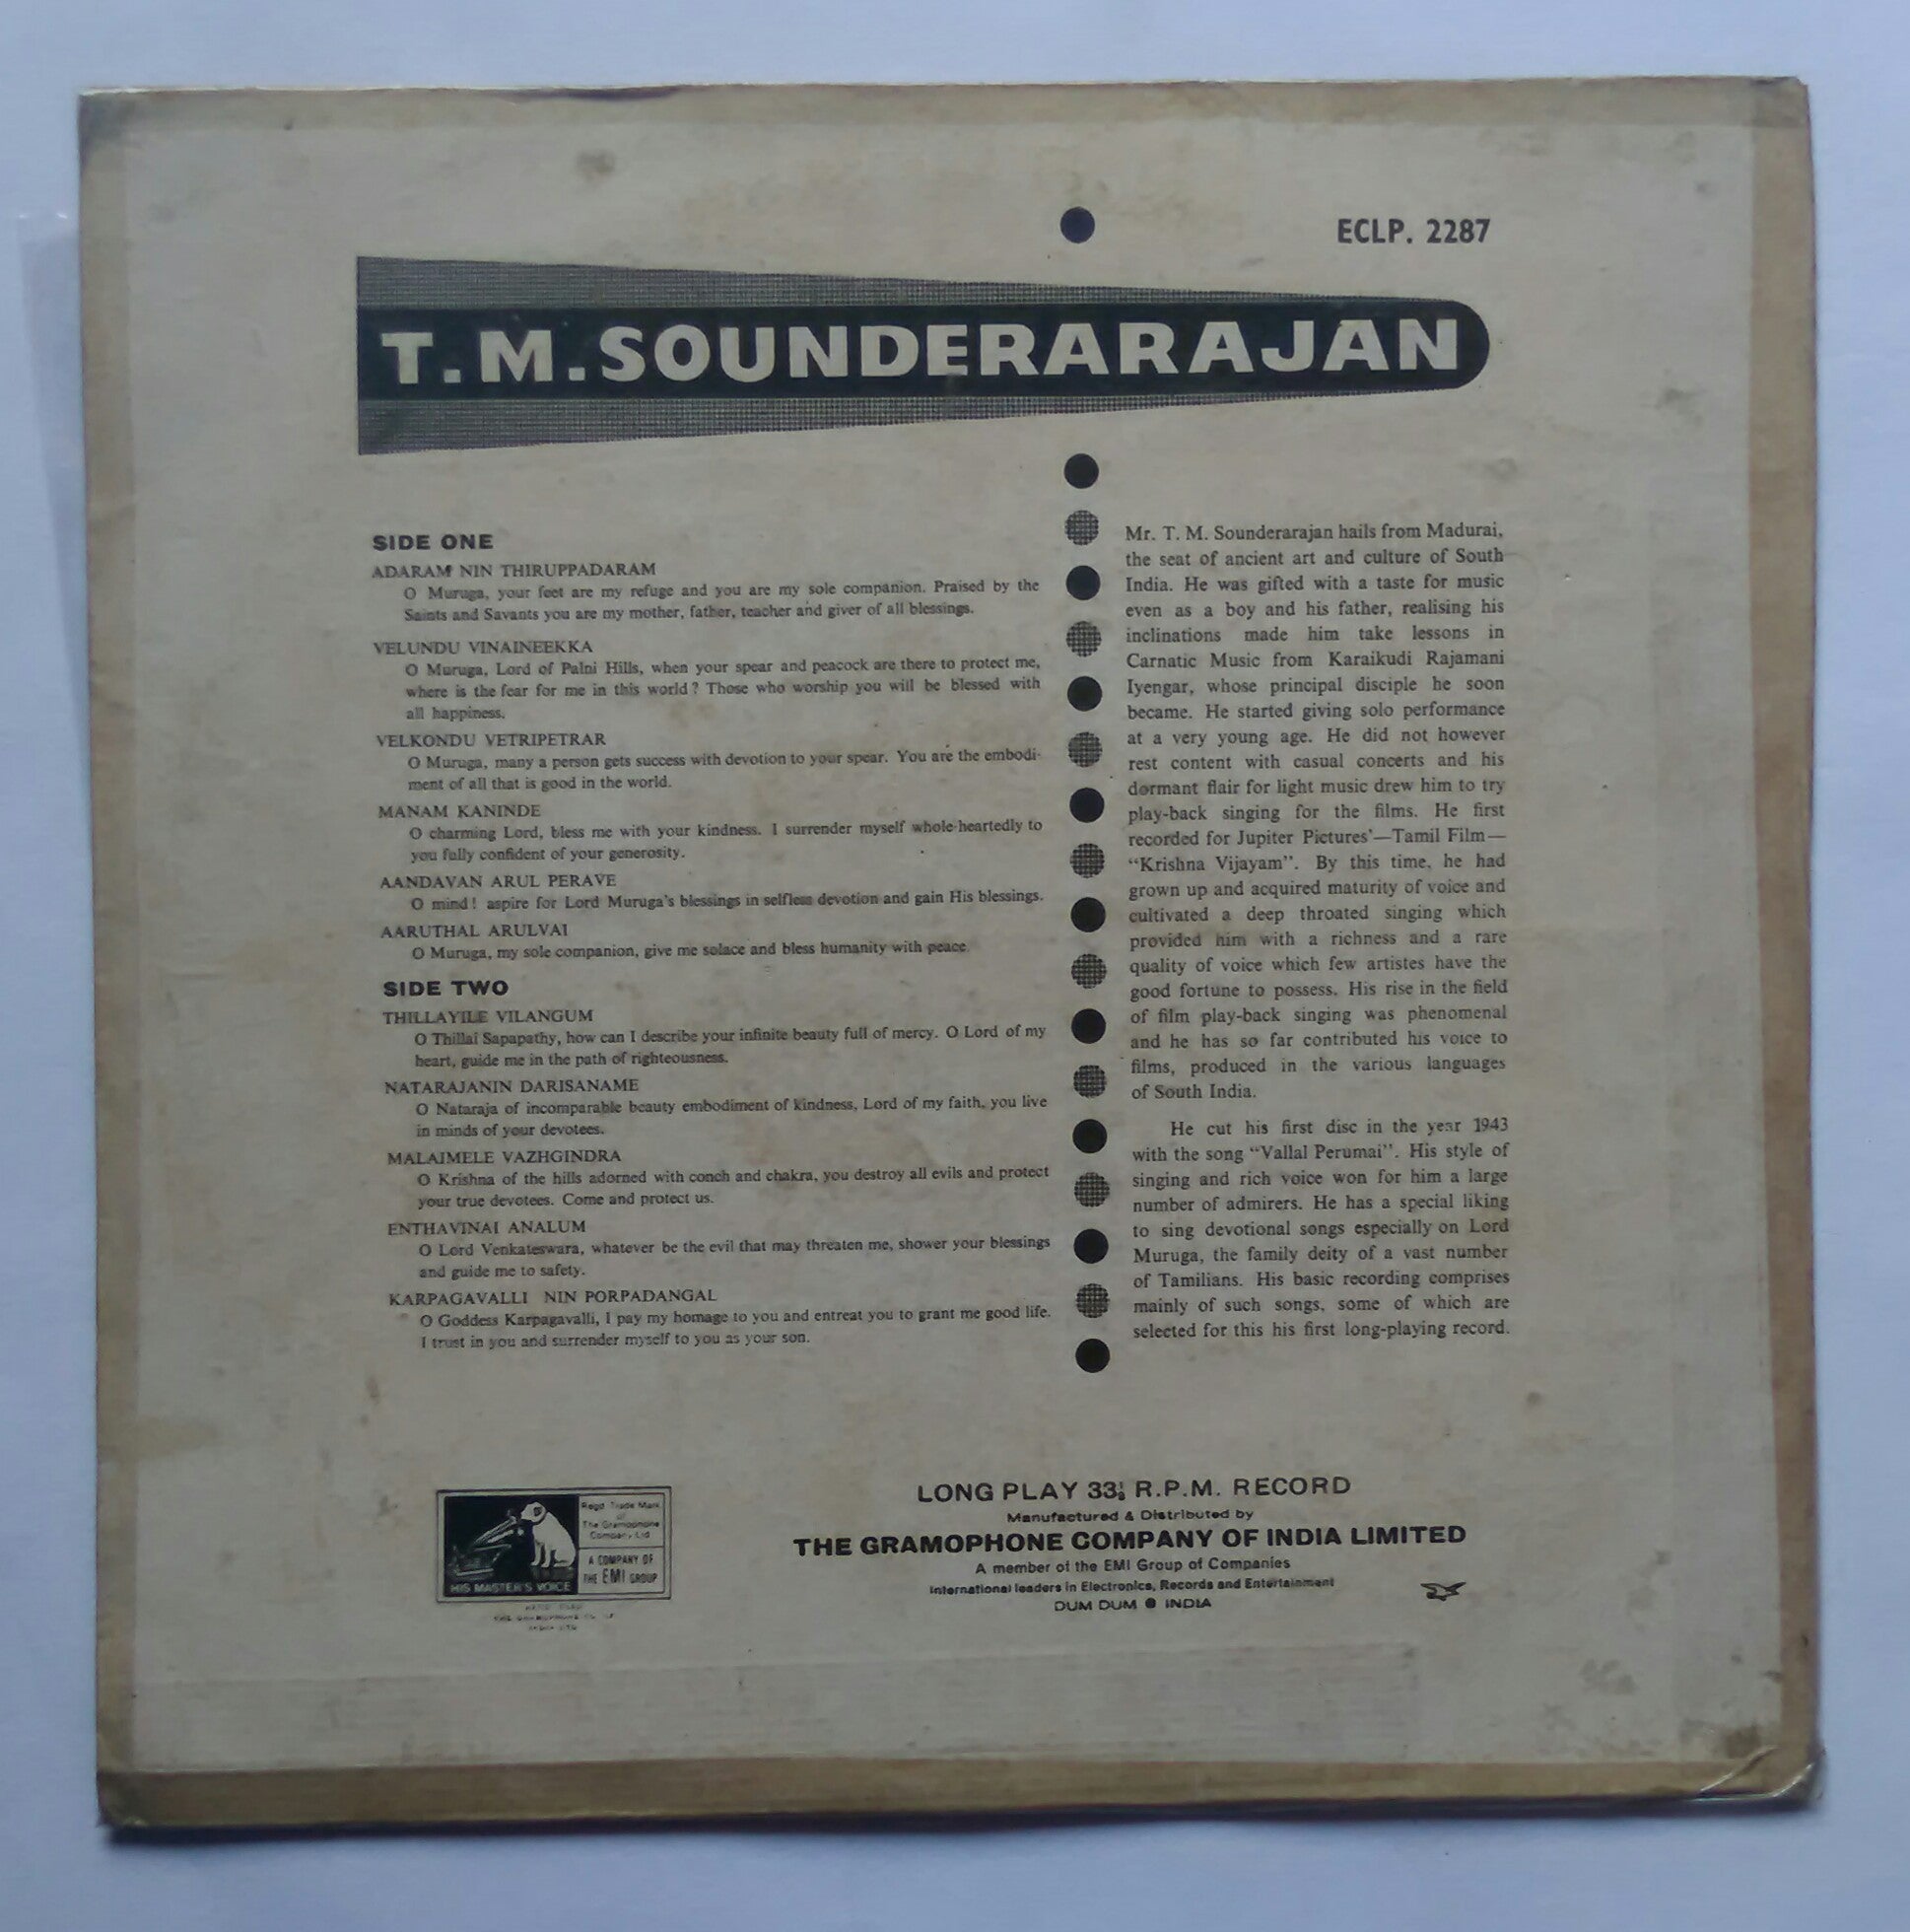 ECLP. 2287
T.M.SOUNDERARAJAN
SIDE ONE
ADARAM NIN THIRUPPADARAM
O Muruga, your feet are my refuge and you are my sole companion. Praised by the
Saints and Savants you are my mother, father, teacher and giver of all blessings.
VELUNDU VINAINEEKKA
O Muruga, Lord of Palni Hills, when your spear and peacock are there to protect me,
where is the fear for me in this world? Those who worship you will be blessed with
all happiness.
VELKONDU VETRIPETRAR
O Muruga, many a person gets success with devotion to your spear. You are the embodi-
ment of all that is good in the world.
MANAM KANINDE
O charming Lord, bless me with your kindness. I surrender myself whole-heartedly to
you fully confident of your generosity.
AANDAVAN ARUL PERAVE
O mind! aspire for Lord Muruga's blessings in selfless devotion and gain His blessings.
AARUTHAL ARULVAI
O Muruga, my sole companion, give me solace and bless humanity with peace.
SIDE TWO
THILLAYILE VILANGUM
O Thillai Sapapathy, how can I describe your infinite beauty full of mercy. O Lord of my
heart, guide me in the path of righteousness.
NATARAJANIN DARISANAME
O Nataraja of incomparable beauty embodiment of kindness, Lord of my faith, you live
in minds of your devotees.
MALAIMELE VAZHGINDRA
O Krishna of the hills adorned with conch and chakra, you destroy all evils and protect
your true devotees. Come and protect us.
ENTHAVINAI ANALUM
O Lord Venkateswara, whatever be the evil that may threaten me, shower your blessings
and guide me to safety.
KARPAGAVALLI NIN PORPADANGAL
O Goddess Karpagavalli, I pay my homage to you and entreat you to grant me good life.
I trust in you and surrender myself to you as your son.
Mr. T. M. Sounderarajan hails from Madurai,
the seat of ancient art and culture of South
India. He was gifted with a taste for music
even as a boy and his father, realising his
inclinations made him take lessons in
Carnatic Music from Karaikudi Rajamani
Iyengar, whose principal disciple he soon
became. He started giving solo performance
at a very young age. He did not however
rest content with casual concerts and his
dormant flair for light music drew him to try
play-back singing for the films. He first
recorded for Jupiter Pictures'—Tamil Film—
"Krishna Vijayam". By this time, he had
grown up and acquired maturity of voice and
cultivated a deep throated singing which
provided him with a richness and a rare
quality of voice which few artistes have the
good fortune to possess. His rise in the field
of film play-back singing was phenomenal
and he has so far contributed his voice to
films, produced in the various languages
of South India.
He cut his first disc in the year 1943
with the song "Vallal Perumai". His style of
singing and rich voice won for him a large
number of admirers. He has a special liking
to sing devotional songs especially on Lord
Muruga, the family deity of a vast number
of Tamilians. His basic recording comprises
mainly of such songs, some of which are
selected for this his first long-playing record.
HIS MASTER'S VOICE
Regd Trade Mark
of
The Gramophone
Company Ltd
A COMPANY OF
THE EMI GROUP
LONG PLAY 33⅓ R.P.M. RECORD
Manufactured & Distributed by
THE GRAMOPHONE COMPANY OF INDIA LIMITED
A member of the EMI Group of Companies
International leaders in Electronics, Records and Entertainment
DUM DUM INDIA